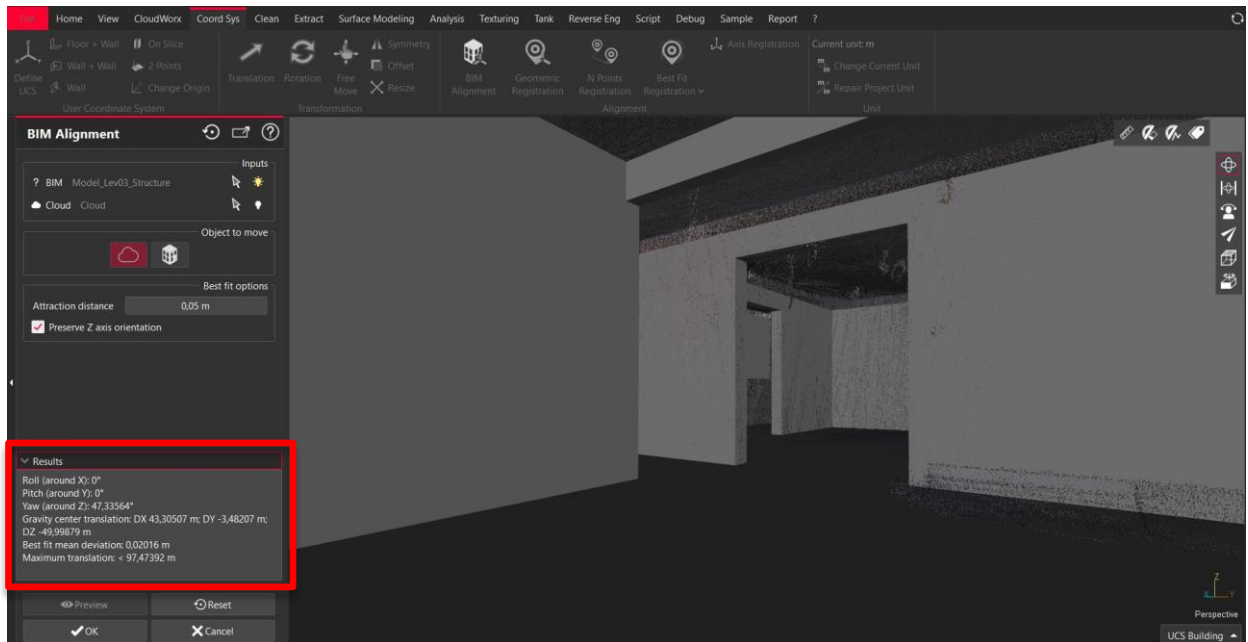 File Home View CloudWorx Coord Sys Clean Extract Surface Modeling Analysis Texturing Tank Reverse Eng Script Debug Sample Report ?
Define UCS
Floor + Wall
Wall + Wall
Wall
On Slice
2 Points
Change Origin
User Coordinate System
Translation
Rotation
Free Move
Symmetry
Offset
Resize
Transformation
BIM Alignment
Geometric Registration
N Points Registration
Best Fit Registration
Axis Registration
Alignment
Current unit: m
Change Current Unit
Repair Project Unit
Unit
BIM Alignment
Inputs
? BIM Model_Lev03_Structure
Cloud Cloud
Object to move
Best fit options
Attraction distance 0,05 m
Preserve Z axis orientation
Results
Roll (around X): 0°
Pitch (around Y): 0°
Yaw (around Z): 47,33564°
Gravity center translation: DX 43,30507 m; DY -3,48207 m;
DZ -49,99879 m
Best fit mean deviation: 0,02016 m
Maximum translation: < 97,47392 m
Preview Reset
OK Cancel
Z
X Y
Perspective
UCS Building